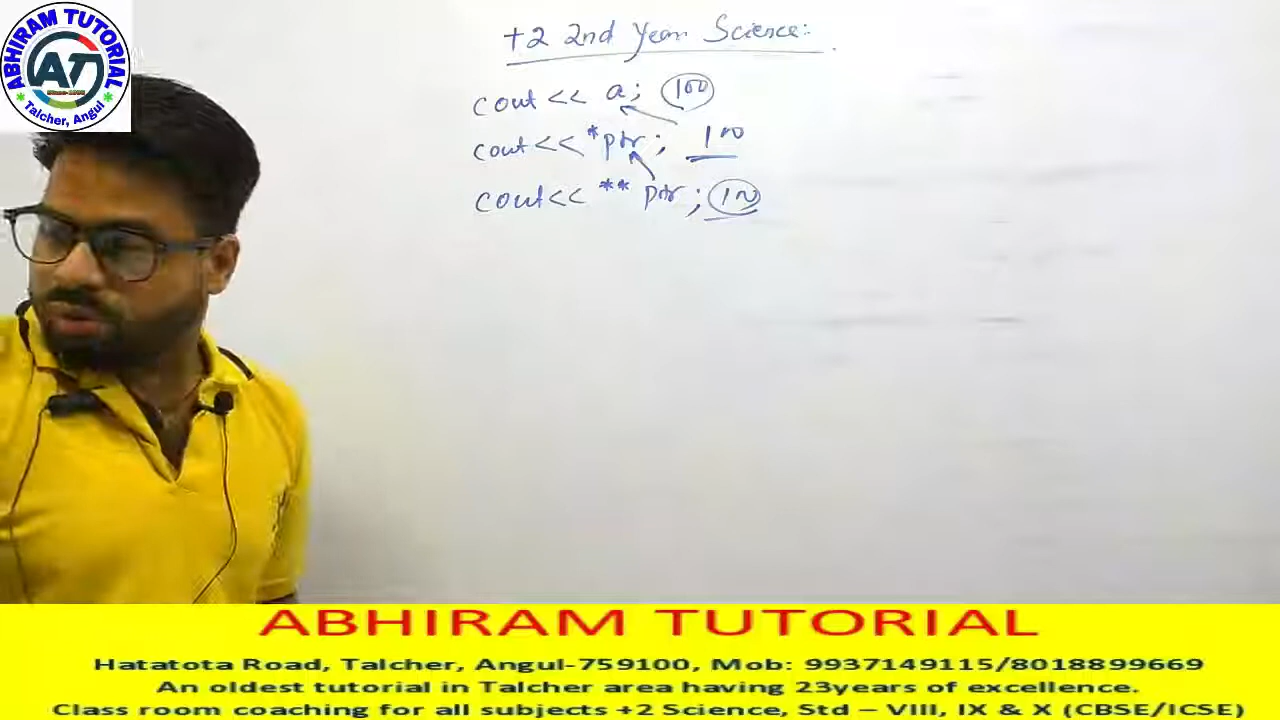 ABHIRAM TUTORIAL
AT
Since-1998
Talcher, Angul
+2 2nd Year Science:
cout << a; 100
cout << *ptr; 100
cout << ** ptr; 100
ABHIRAM TUTORIAL
Hatatota Road, Talcher, Angul-759100, Mob: 9937149115/8018899669
An oldest tutorial in Talcher area having 23years of excellence.
Class room coaching for all subjects +2 Science, Std – VIII, IX & X (CBSE/ICSE)